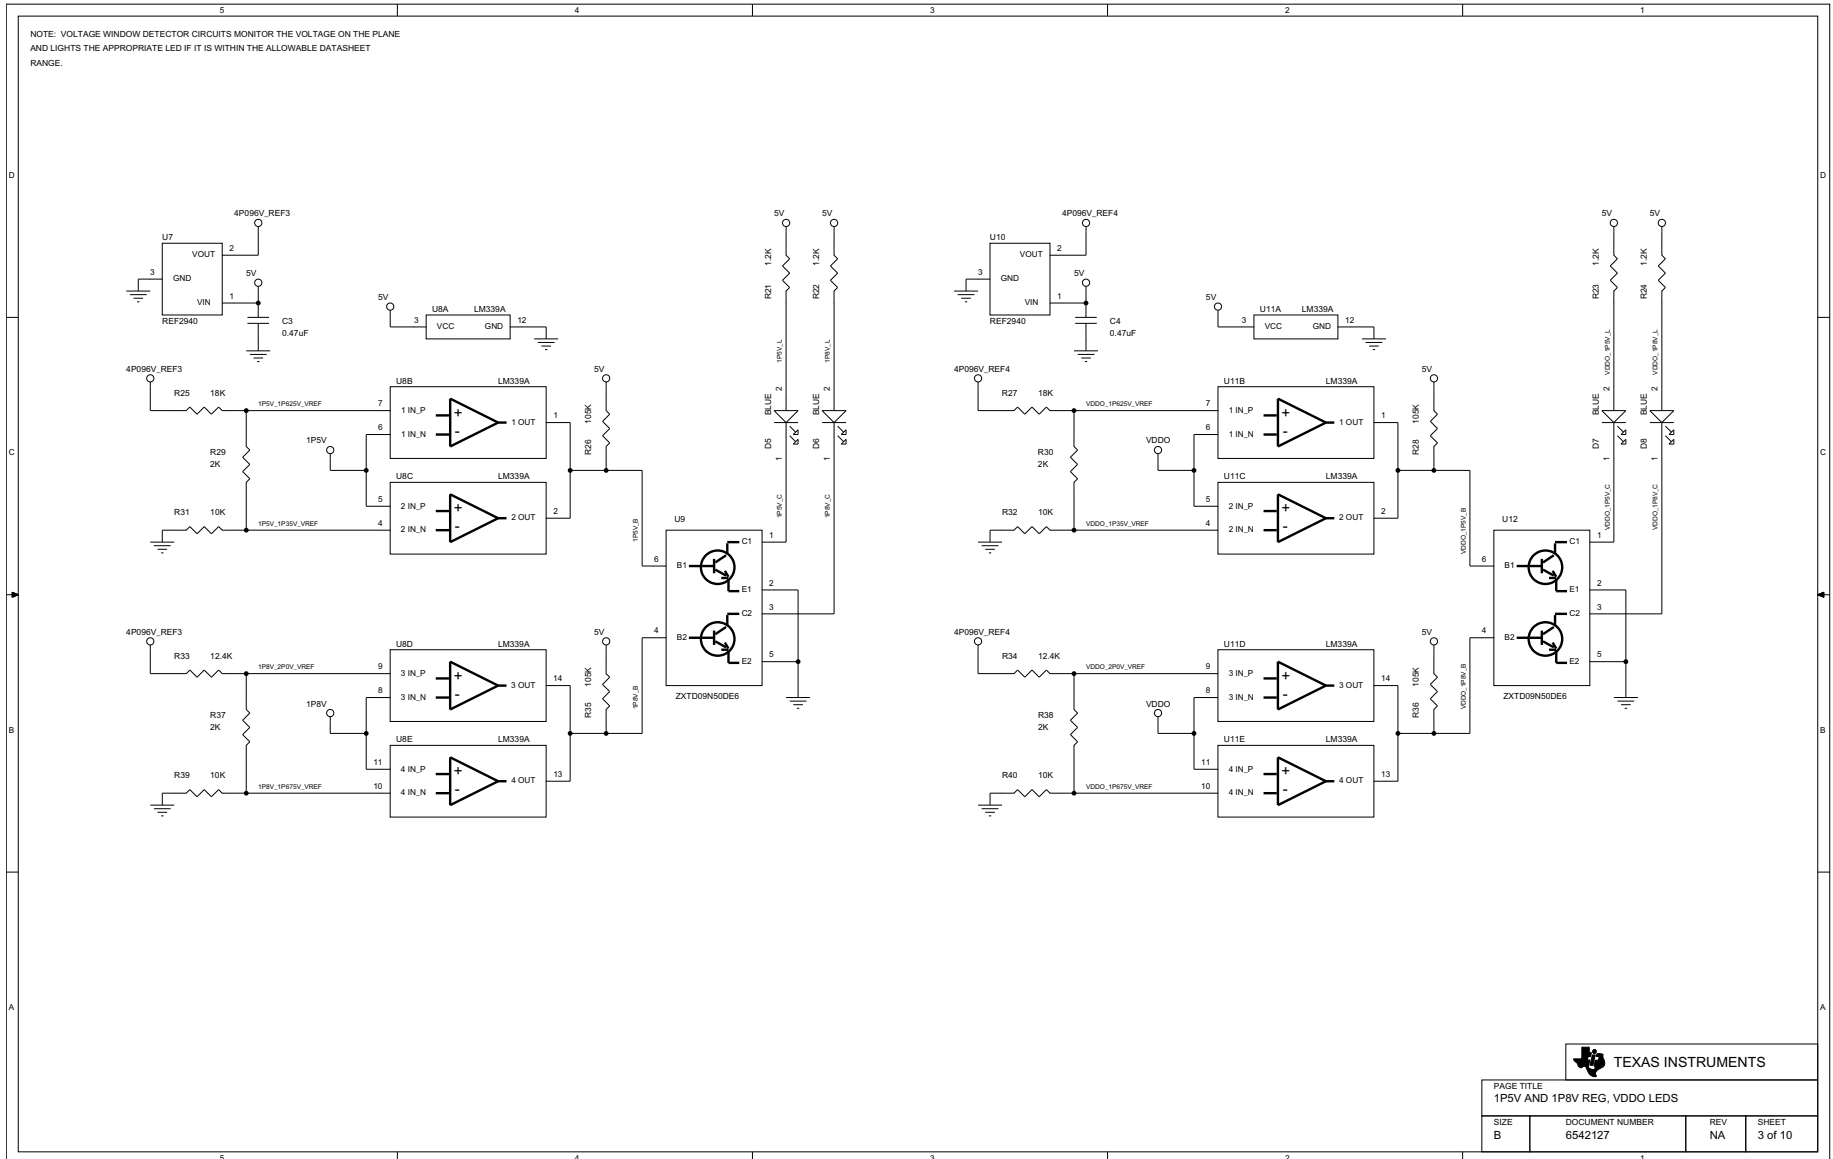 5 4 3 2 1
NOTE: VOLTAGE WINDOW DETECTOR CIRCUITS MONITOR THE VOLTAGE ON THE PLANE
AND LIGHTS THE APPROPRIATE LED IF IT IS WITHIN THE ALLOWABLE DATASHEET
RANGE.
D D
C C
B B
A A
4P096V_REF3
U7
VOUT 2
3 GND
5V
VIN 1
REF2940
C3
0.47uF
5V
U8A LM339A
3 VCC GND 12
4P096V_REF3
R25 18K
1P5V_1P625V_VREF
R29
2K
1P5V
R31 10K
1P5V_1P35V_VREF
U8B LM339A
7 1 IN_P
6 1 IN_N
+
-
1 OUT 1
U8C LM339A
5 2 IN_P
4 2 IN_N
+
-
2 OUT 2
5V
R26 105K
1P5V_B
4P096V_REF3
R33 12.4K
1P8V_2P0V_VREF
R37
2K
1P8V
R39 10K
1P8V_1P675V_VREF
U8D LM339A
9 3 IN_P
8 3 IN_N
+
-
3 OUT 14
U8E LM339A
11 4 IN_P
10 4 IN_N
+
-
4 OUT 13
5V
R35 105K
1P8V_B
5V 5V
R21 1.2K
R22 1.2K
1P5V_L
1P8V_L
D5 BLUE 2 1
D6 BLUE 2 1
1P5V_C
1P8V_C
U9
6 B1
C1 1
E1 2
C2 3
4 B2
E2 5
ZXTD09N50DE6
4P096V_REF4
U10
VOUT 2
3 GND
5V
VIN 1
REF2940
C4
0.47uF
5V
U11A LM339A
3 VCC GND 12
4P096V_REF4
R27 18K
VDDO_1P625V_VREF
R30
2K
VDDO
R32 10K
VDDO_1P35V_VREF
U11B LM339A
7 1 IN_P
6 1 IN_N
+
-
1 OUT 1
U11C LM339A
5 2 IN_P
4 2 IN_N
+
-
2 OUT 2
5V
R28 105K
VDDO_1P5V_B
4P096V_REF4
R34 12.4K
VDDO_2P0V_VREF
R38
2K
VDDO
R40 10K
VDDO_1P675V_VREF
U11D LM339A
9 3 IN_P
8 3 IN_N
+
-
3 OUT 14
U11E LM339A
11 4 IN_P
10 4 IN_N
+
-
4 OUT 13
5V
R36 105K
VDDO_1P8V_B
5V 5V
R23 1.2K
R24 1.2K
VDDO_1P5V_L
VDDO_1P8V_L
D7 BLUE 2 1
D8 BLUE 2 1
VDDO_1P5V_C
VDDO_1P8V_C
U12
6 B1
C1 1
E1 2
C2 3
4 B2
E2 5
ZXTD09N50DE6
TEXAS INSTRUMENTS
PAGE TITLE
1P5V AND 1P8V REG, VDDO LEDS
SIZE DOCUMENT NUMBER REV SHEET
B 6542127 NA 3 of 10
5 4 3 2 1